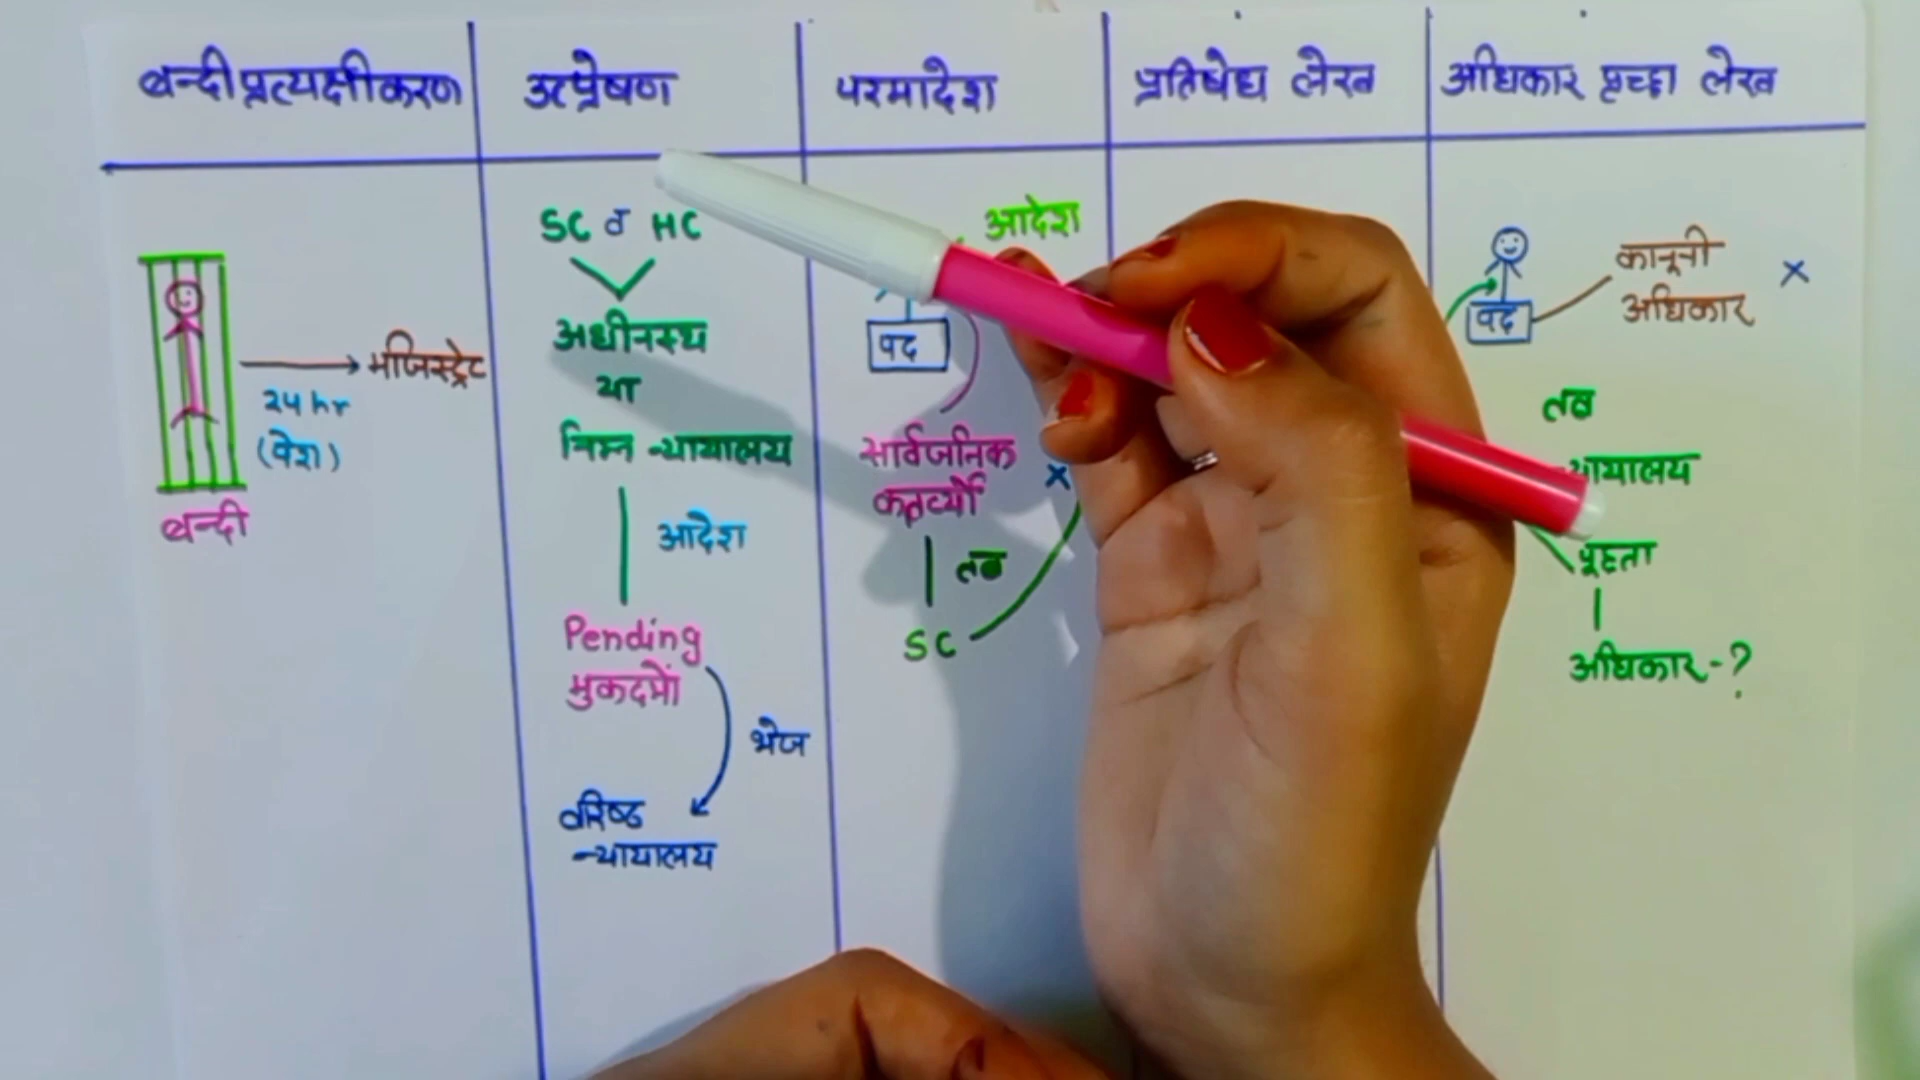 बन्दी प्रत्यक्षीकरण
उत्प्रेषण
परमादेश
प्रतिषेध लेख
अधिकार पृच्छा लेख
मजिस्ट्रेट
24 hr
(पेश)
बन्दी
SC व HC
अधीनस्थ
या
निम्न न्यायालय
आदेश
Pending
मुकदमों
भेज
वरिष्ठ
न्यायालय
आदेश
पद
सार्वजनिक
कर्तव्यों
×
तब
SC
पद
कानूनी
अधिकार
×
तब
अधिकार-?